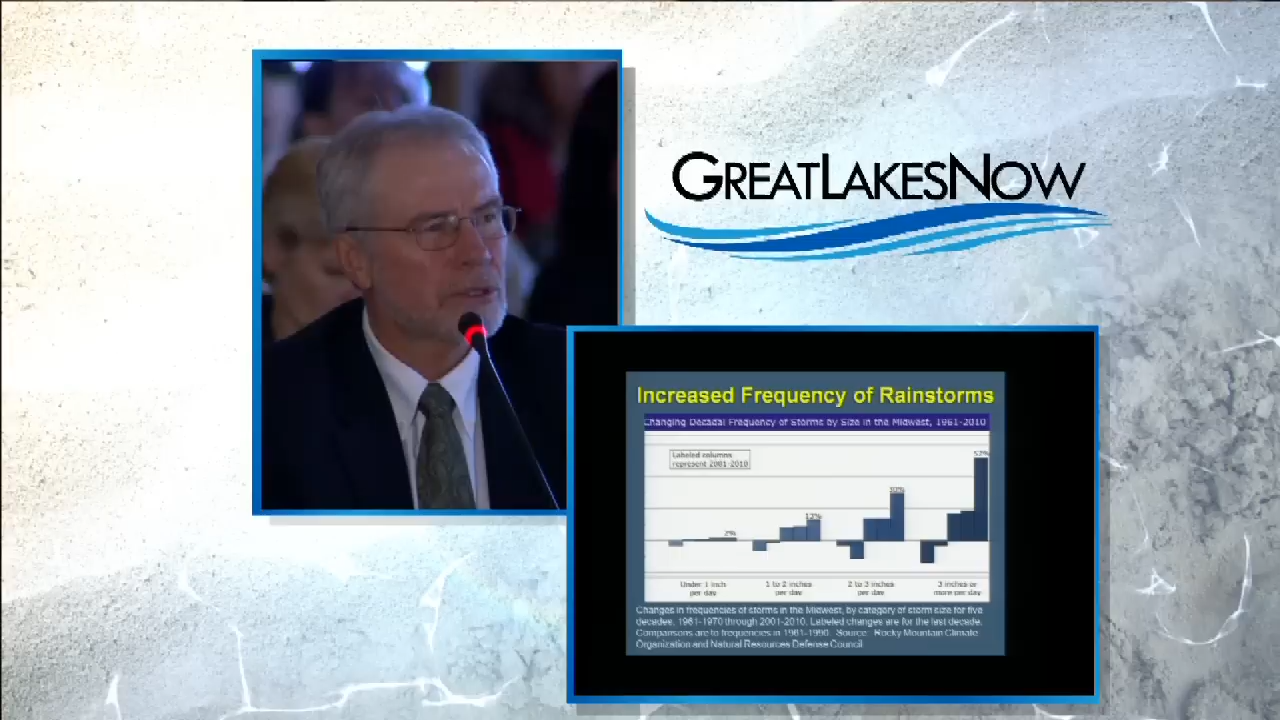 GREATLAKESNOW
Increased Frequency of Rainstorms
Changing Decadal Frequency of Storms by Size in the Midwest, 1961-2010
Labeled columns
represent 2001-2010
52%
2%
Under 1 inch
per day
1 to 2 inches
per day
2 to 3 inches
per day
3 inches or
more per day
Changes in frequencies of storms in the Midwest, by category of storm size for five
decades, 1961-1970 through 2001-2010. Labeled changes are for the last decade.
Comparisons are to frequencies in 1961-1990. Source: Rocky Mountain Climate
Organization and Natural Resources Defense Council